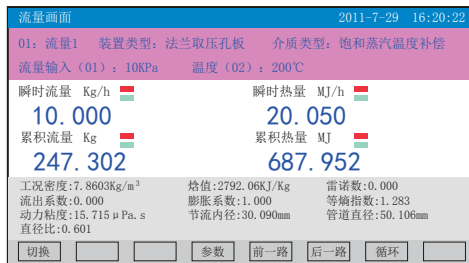 流量画面 2011-7-29 16:20:22
01: 流量1 装置类型: 法兰取压孔板 介质类型: 饱和蒸汽温度补偿
流量输入 (01) : 10KPa 温度 (02) : 200℃
瞬时流量 Kg/h 瞬时热量 MJ/h
10.000 20.050
累积流量 Kg 累积热量 MJ
247.302 687.952
工况密度:7.8603Kg/m³ 焓值:2792.06KJ/Kg 雷诺数:0.000
流出系数:0.000 膨胀系数:1.000 等熵指数:1.283
动力粘度:15.715μPa.s 节流内径:30.090mm 管道直径:50.106mm
直径比:0.601
切换 参数 前一路 后一路 循环